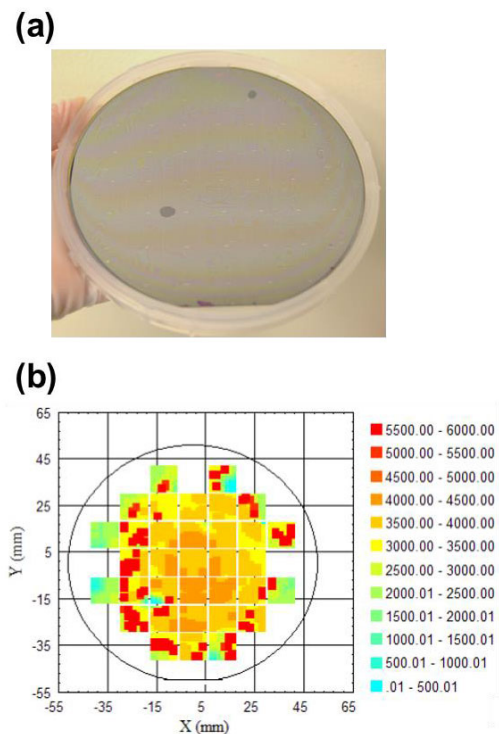 (a)
(b)
65
45
25
5
-15
-35
-55
Y (mm)
-55 -35 -15 5 25 45 65
X (mm)
5500.00 - 6000.00
5000.00 - 5500.00
4500.00 - 5000.00
4000.00 - 4500.00
3500.00 - 4000.00
3000.00 - 3500.00
2500.00 - 3000.00
2000.01 - 2500.00
1500.01 - 2000.01
1000.01 - 1500.01
500.01 - 1000.01
.01 - 500.01